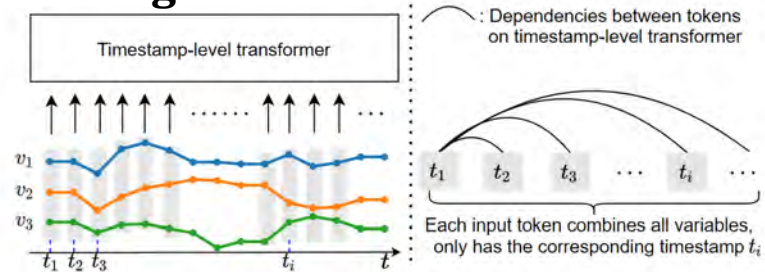 Timestamp-level transformer
: Dependencies between tokens
on timestamp-level transformer
......
...
v₁
v₂
v₃
t₁ t₂ t₃ tᵢ t
t₁ t₂ t₃ ... tᵢ ...
Each input token combines all variables,
only has the corresponding timestamp tᵢ